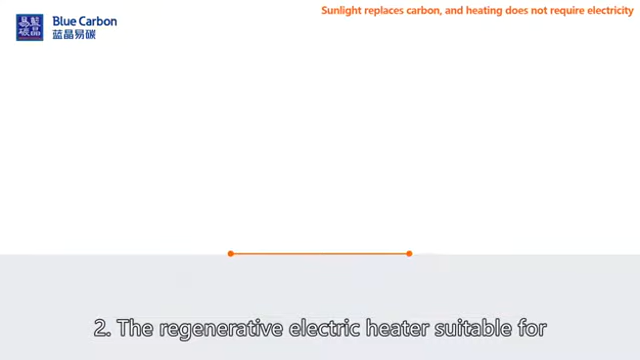 Sunlight replaces carbon, and heating does not require electricity
易藍
碳晶
Blue Carbon
蓝晶易碳
2. The regenerative electric heater suitable for